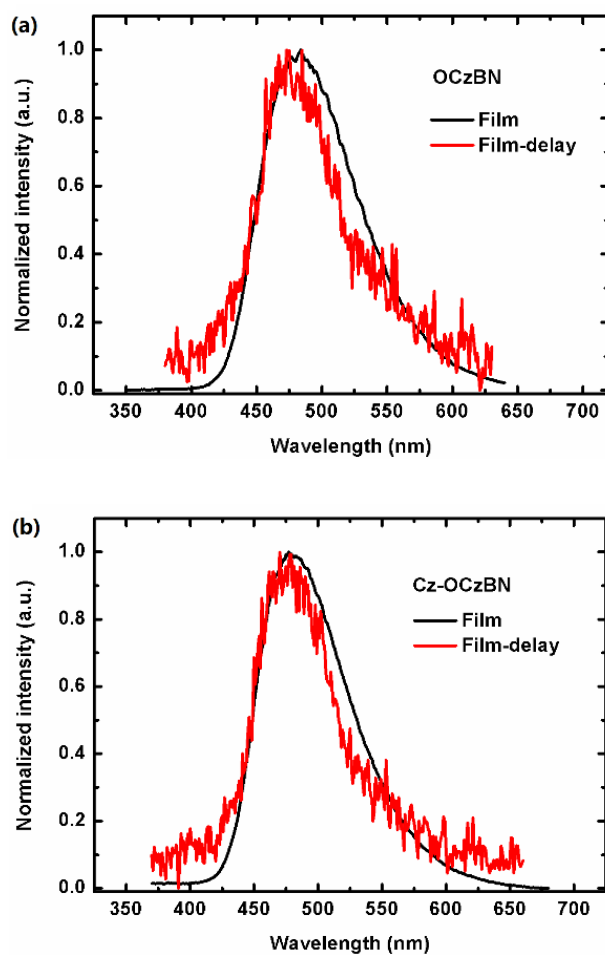 (a)
OCzBN
Film
Film-delay
Normalized intensity (a.u.)
1.0
0.8
0.6
0.4
0.2
0.0
350 400 450 500 550 600 650 700
Wavelength (nm)
(b)
Cz-OCzBN
Film
Film-delay
Normalized intensity (a.u.)
1.0
0.8
0.6
0.4
0.2
0.0
350 400 450 500 550 600 650 700
Wavelength (nm)